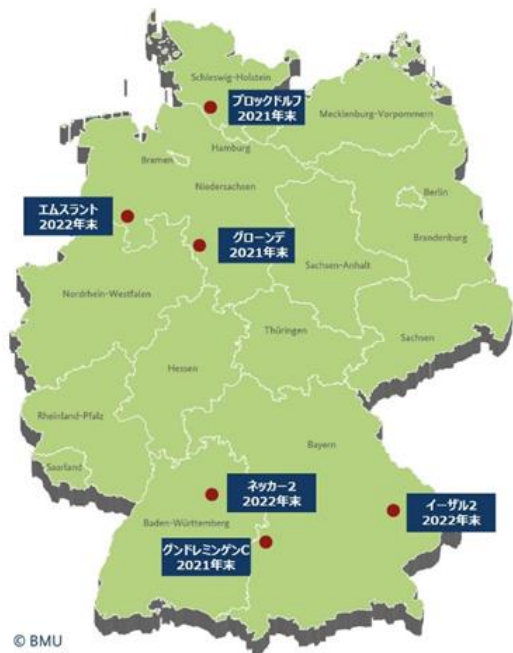 Schleswig-Holstein
ブロックドルフ
2021年末
Mecklenburg-Vorpommern
Hamburg
Bremen
Niedersachsen
Berlin
エムスラント
2022年末
グローンデ
2021年末
Brandenburg
Sachsen-Anhalt
Nordrhein-Westfalen
Thüringen
Sachsen
Hessen
Rheinland-Pfalz
Bayern
Saarland
ネッカー2
2022年末
イーザル2
2022年末
Baden-Württemberg
グンドレミンゲンC
2021年末
© BMU